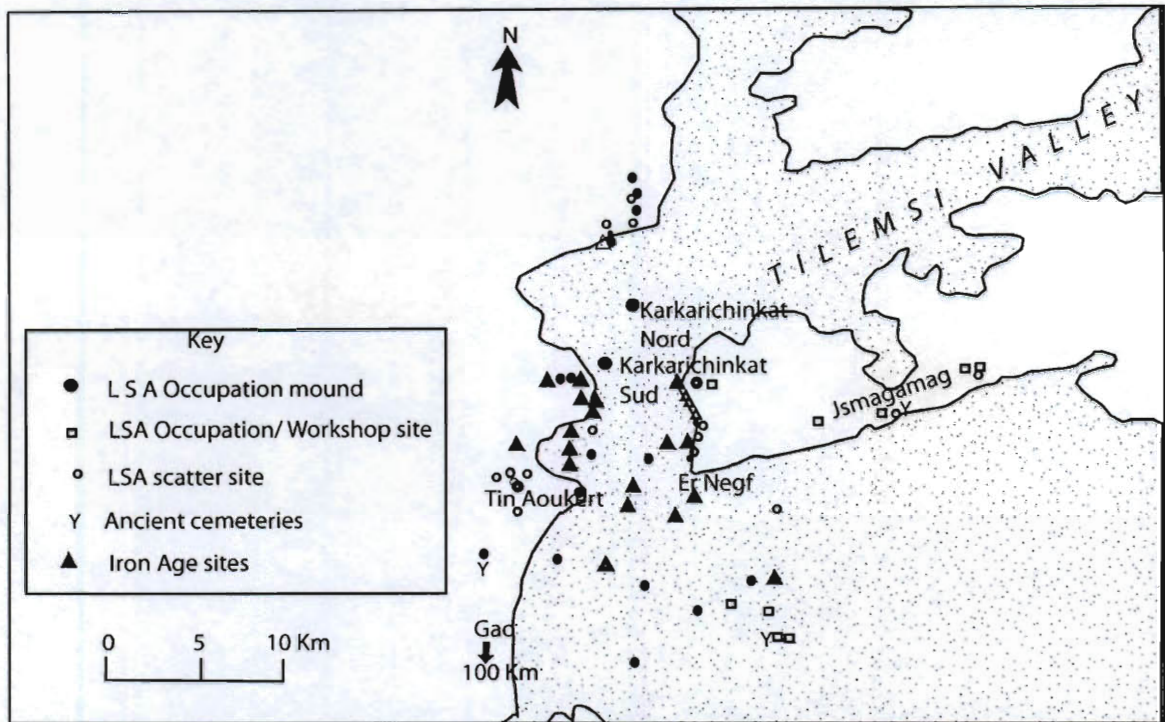 N
TILEMSI VALLEY
Karkarichinkat
Nord
Karkarichinkat
Sud
Jsmagamag
Y
Er Negf
Tin Aoukert
Y
Y
Gao
100 Km
Key
L S A Occupation mound
LSA Occupation/ Workshop site
LSA scatter site
Y Ancient cemeteries
Iron Age sites
0 5 10 Km